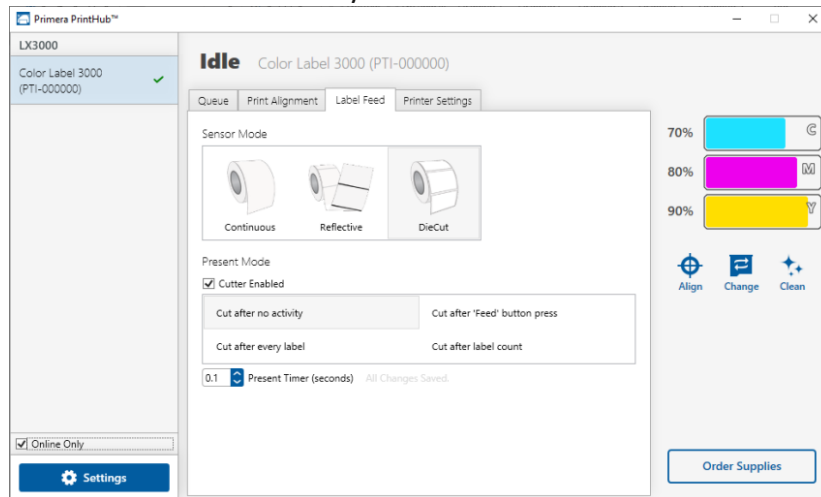 Primera PrintHub™
LX3000
Color Label 3000
(PTI-000000)
Online Only
Settings
Idle Color Label 3000 (PTI-000000)
Queue Print Alignment Label Feed Printer Settings
Sensor Mode
Continuous Reflective DieCut
Present Mode
Cutter Enabled
Cut after no activity Cut after 'Feed' button press
Cut after every label Cut after label count
0.1 Present Timer (seconds) All Changes Saved.
70% C
80% M
90% Y
Align Change Clean
Order Supplies